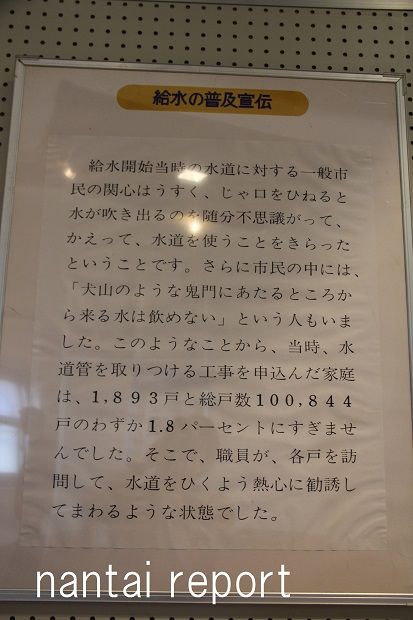 給水の普及宣伝
給水開始当時の水道に対する一般市
民の関心はうすく、じゃ口をひねると
水が吹き出るのを随分不思議がって、
かえって、水道を使うことをきらった
ということです。さらに市民の中には、
「犬山のような鬼門にあたるところか
ら来る水は飲めない」という人もいま
した。このようなことから、当時、水
道管を取りつける工事を申込んだ家庭
は、1,893戸と総戸数100,844
戸のわずか1.8パーセントにすぎませ
んでした。そこで、職員が、各戸を訪
問して、水道をひくよう熱心に勧誘し
てまわるような状態でした。
nantai report